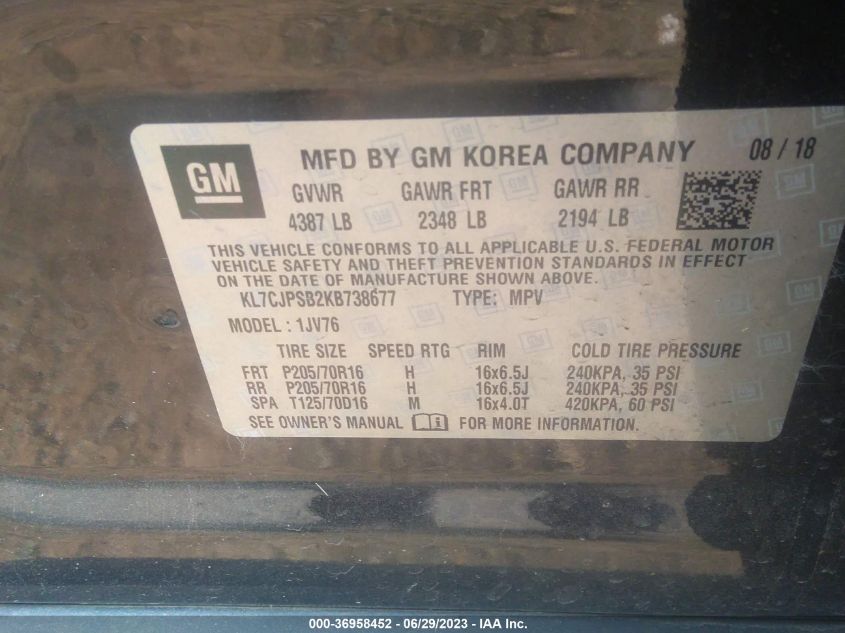 GM
MFD BY GM KOREA COMPANY 08 / 18
GVWR GAWR FRT GAWR RR
4387 LB 2348 LB 2194 LB
THIS VEHICLE CONFORMS TO ALL APPLICABLE U.S. FEDERAL MOTOR
VEHICLE SAFETY AND THEFT PREVENTION STANDARDS IN EFFECT
ON THE DATE OF MANUFACTURE SHOWN ABOVE.
KL7CJPSB2KB738677 TYPE: MPV
MODEL : 1JV76
TIRE SIZE SPEED RTG RIM COLD TIRE PRESSURE
FRT P205/70R16 H 16x6.5J 240KPA, 35 PSI
RR P205/70R16 H 16x6.5J 240KPA, 35 PSI
SPA T125/70D16 M 16x4.0T 420KPA, 60 PSI
SEE OWNER'S MANUAL FOR MORE INFORMATION.
000-36958452 - 06/29/2023 - IAA Inc.